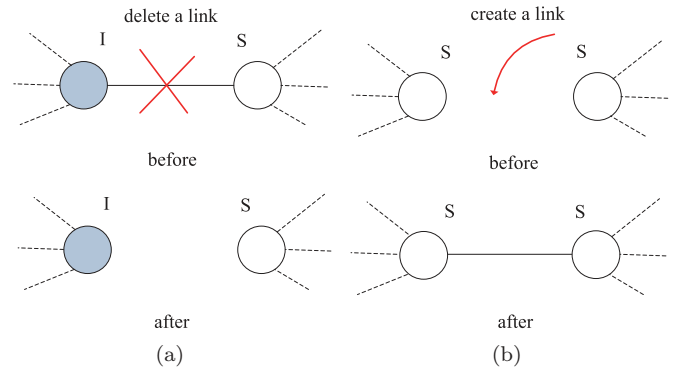 delete a link
I
S
before
I
S
after
(a)
create a link
S
S
before
S
S
after
(b)